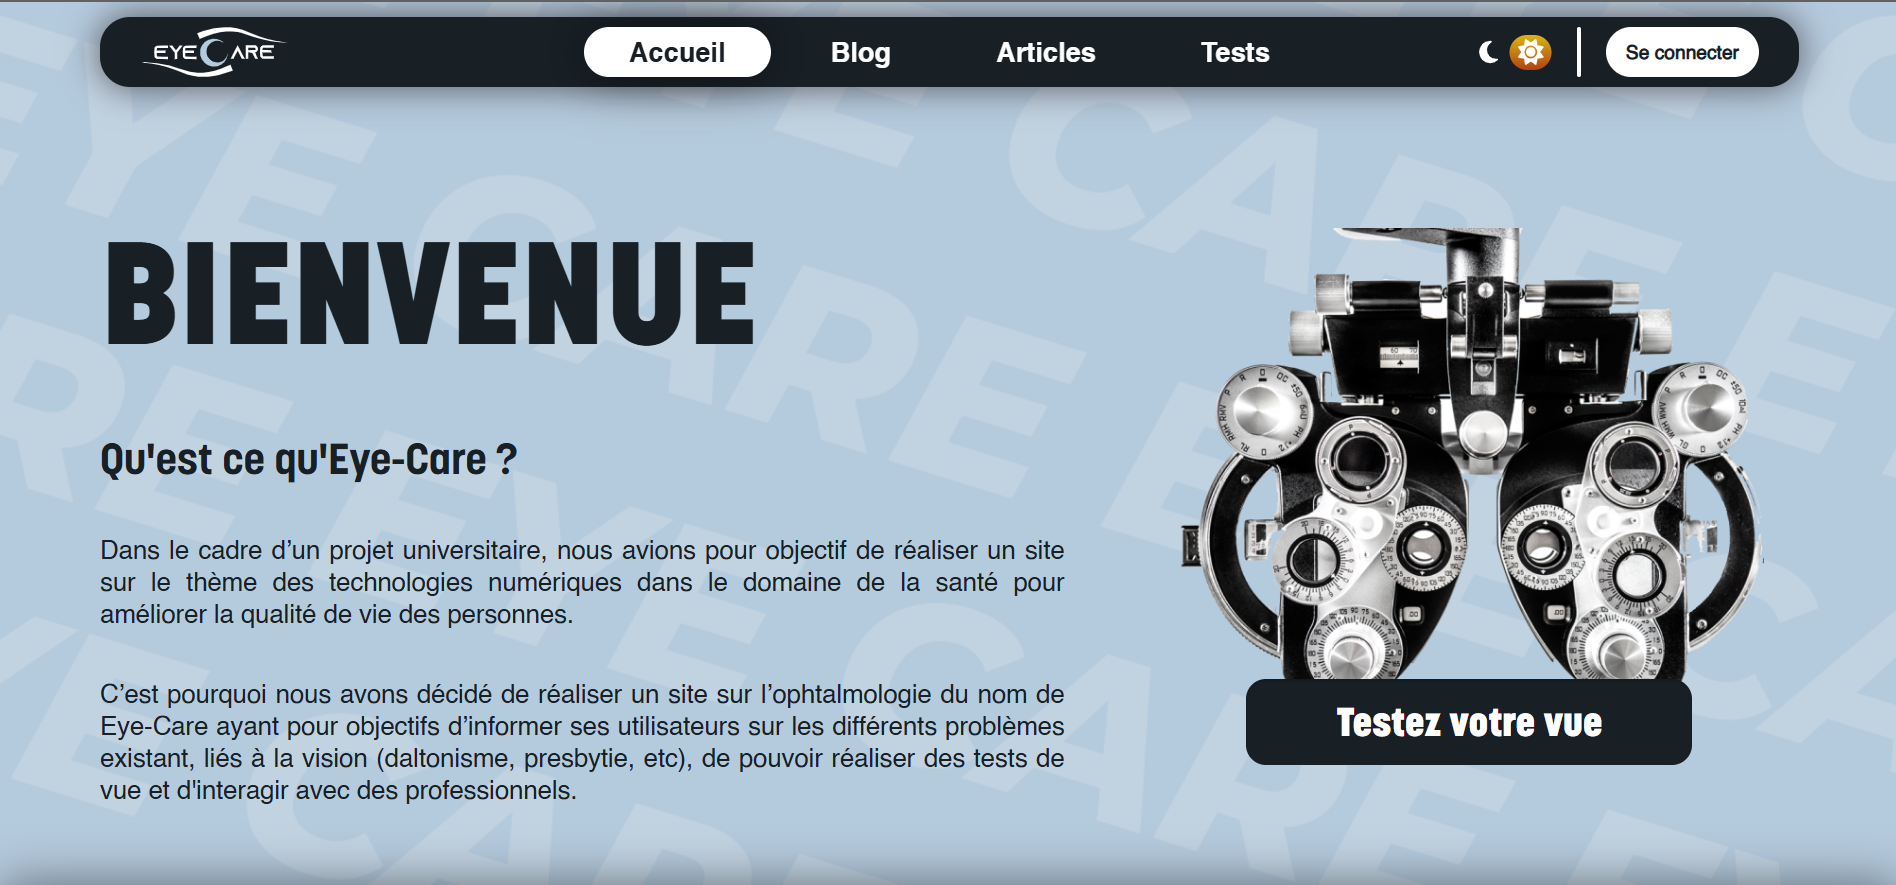 EYECARE
Accueil
Blog
Articles
Tests
Se connecter
BIENVENUE
Qu'est ce qu'Eye-Care ?
Dans le cadre d’un projet universitaire, nous avions pour objectif de réaliser un site
sur le thème des technologies numériques dans le domaine de la santé pour
améliorer la qualité de vie des personnes.
C’est pourquoi nous avons décidé de réaliser un site sur l’ophtalmologie du nom de
Eye-Care ayant pour objectifs d’informer ses utilisateurs sur les différents problèmes
existant, liés à la vision (daltonisme, presbytie, etc), de pouvoir réaliser des tests de
vue et d'interagir avec des professionnels.
Testez votre vue